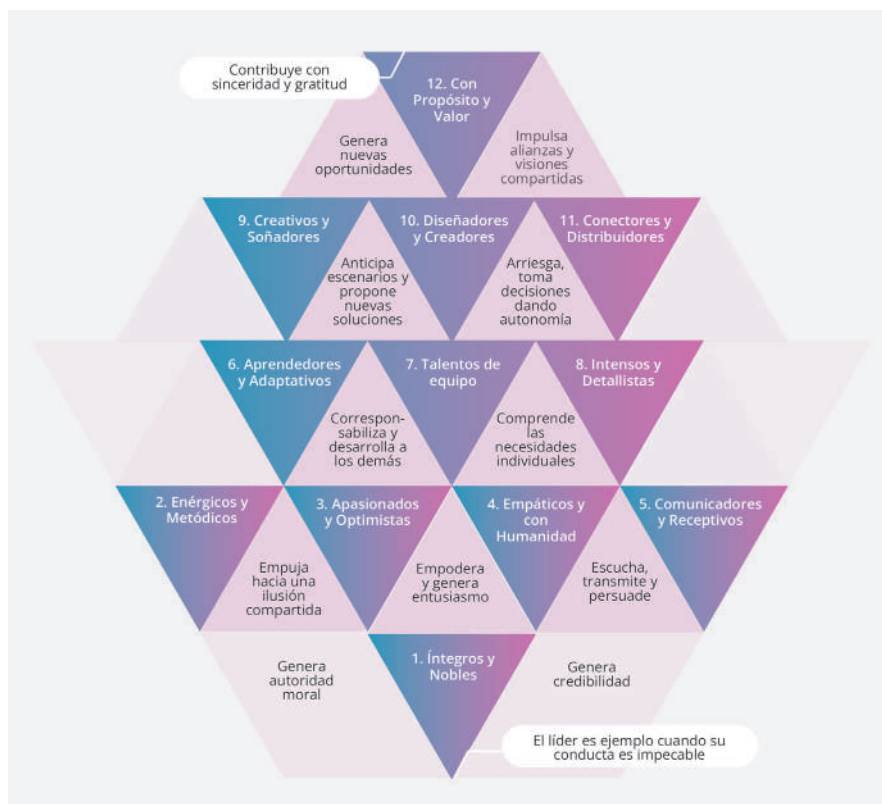 Contribuye con
sinceridad y gratitud
12. Con
Propósito y
Valor
Genera
nuevas
oportunidades
Impulsa
alianzas y
visiones
compartidas
9. Creativos y
Soñadores
10. Diseñadores
y Creadores
11. Conectores y
Distribuidores
Anticipa
escenarios y
propone
nuevas
soluciones
Arriesga,
toma
decisiones
dando
autonomía
6. Aprendedores
y Adaptativos
7. Talentos de
equipo
8. Intensos y
Detallistas
Correspon-
sabiliza y
desarrolla a
los demás
Comprende
las
necesidades
individuales
2. Enérgicos y
Metódicos
3. Apasionados
y Optimistas
4. Empáticos y
con
Humanidad
5. Comunicadores
y Receptivos
Empuja
hacia una
ilusión
compartida
Empodera
y genera
entusiasmo
Escucha,
transmite y
persuade
Genera
autoridad
moral
1. Íntegros y
Nobles
Genera
credibilidad
El líder es ejemplo cuando su
conducta es impecable